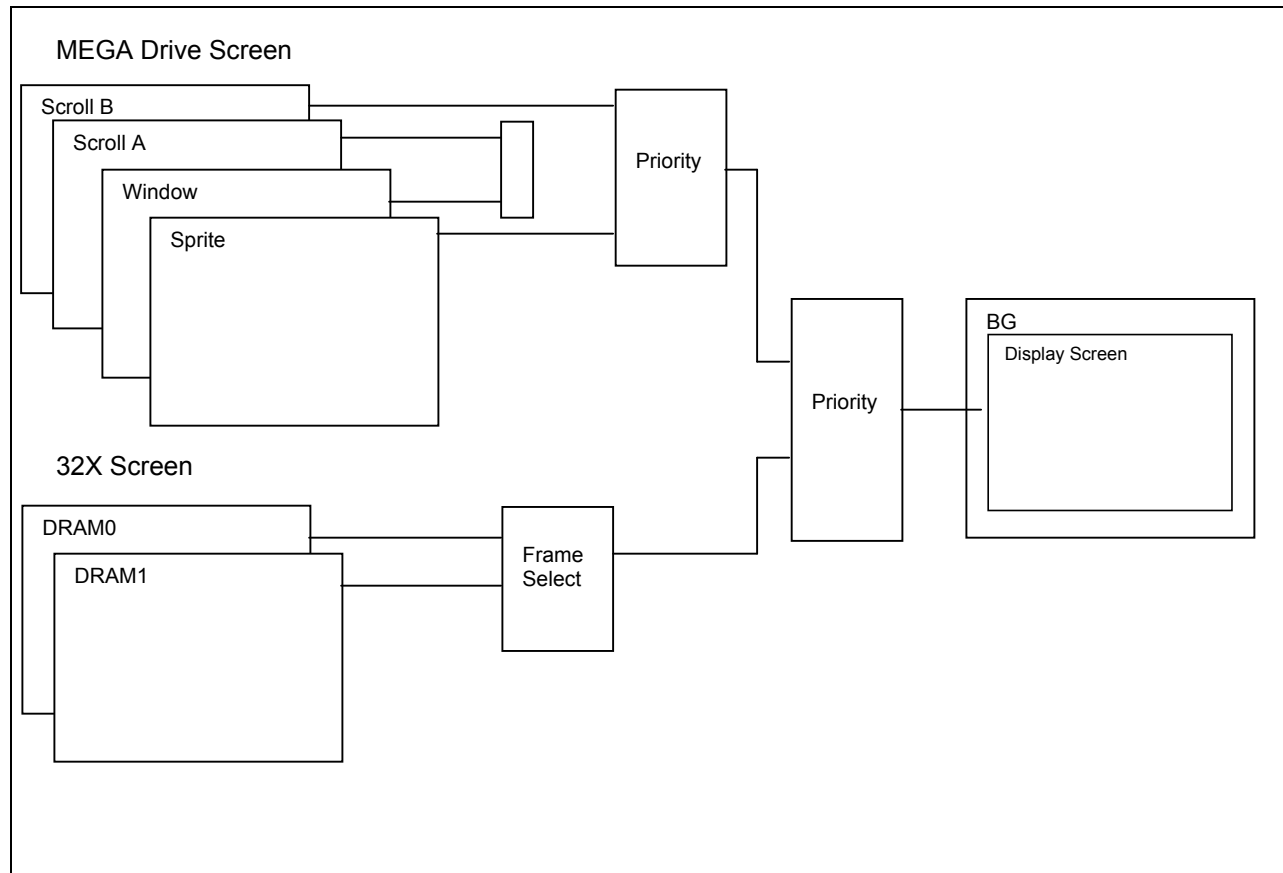 MEGA Drive Screen
Scroll B
Scroll A
Window
Sprite
Priority
Priority
BG
Display Screen
32X Screen
DRAM0
DRAM1
Frame
Select